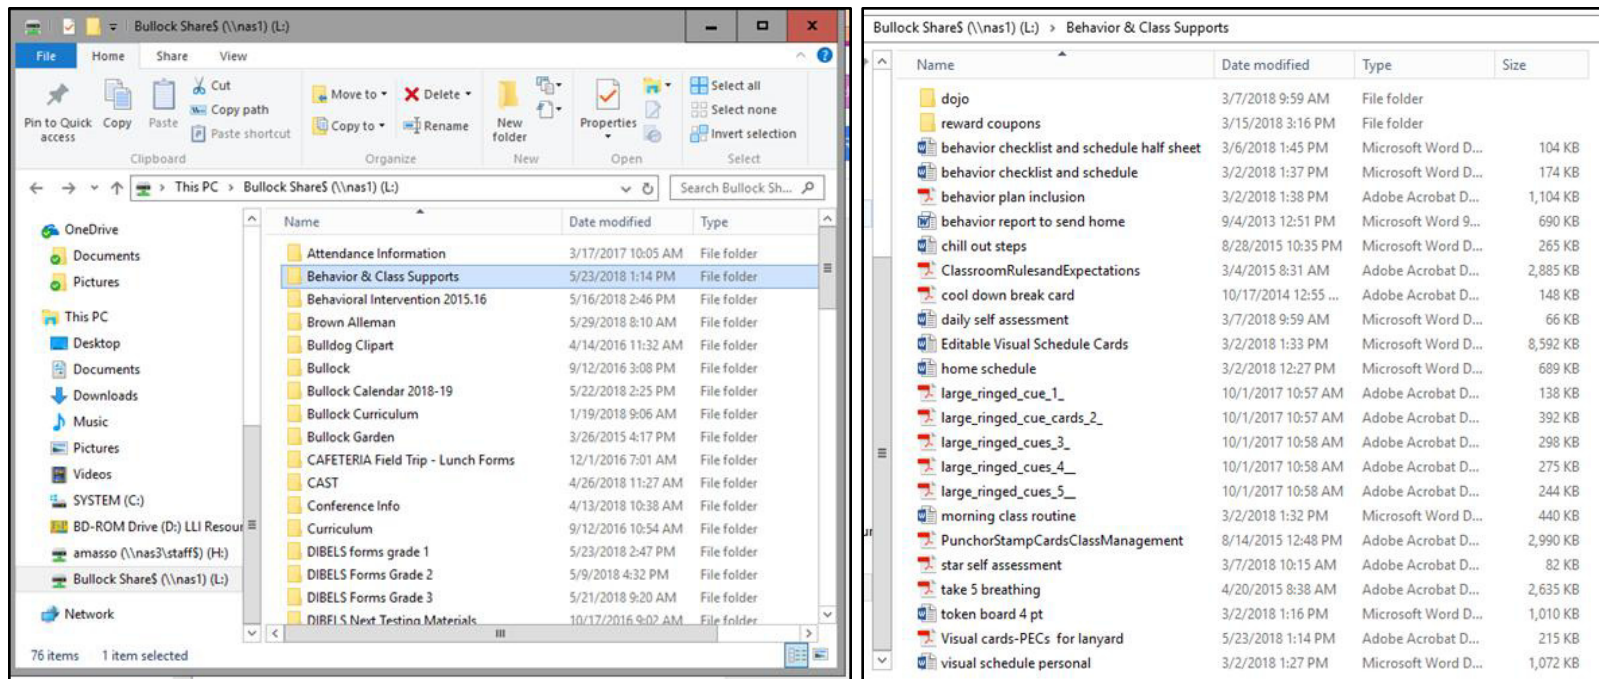 Bullock Share$ (\\nas1) (L:)
File Home Share View
Pin to Quick access
Copy
Paste
Cut
Copy path
Paste shortcut
Clipboard
Move to
Copy to
Delete
Rename
Organize
New folder
New
Properties
Open
Select all
Select none
Invert selection
Select
This PC > Bullock Share$ (\\nas1) (L:)
Search Bullock Sh...
OneDrive
Documents
Pictures
This PC
Desktop
Documents
Downloads
Music
Pictures
Videos
SYSTEM (C:)
BD-ROM Drive (D:) LLI Resour
amasso (\\nas3\staff$) (H:)
Bullock Share$ (\\nas1) (L:)
Network
Name Date modified Type
Attendance Information 3/17/2017 10:05 AM File folder
Behavior & Class Supports 5/23/2018 1:14 PM File folder
Behavioral Intervention 2015.16 5/16/2018 2:46 PM File folder
Brown Alleman 5/29/2018 8:10 AM File folder
Bulldog Clipart 4/14/2016 11:32 AM File folder
Bullock 9/12/2016 3:08 PM File folder
Bullock Calendar 2018-19 5/22/2018 2:25 PM File folder
Bullock Curriculum 1/19/2018 9:06 AM File folder
Bullock Garden 3/26/2015 4:17 PM File folder
CAFETERIA Field Trip - Lunch Forms 12/1/2016 7:01 AM File folder
CAST 4/26/2018 11:27 AM File folder
Conference Info 4/13/2018 10:38 AM File folder
Curriculum 9/12/2016 10:54 AM File folder
DIBELS forms grade 1 5/23/2018 2:47 PM File folder
DIBELS Forms Grade 2 5/9/2018 4:32 PM File folder
DIBELS Forms Grade 3 5/21/2018 9:20 AM File folder
DIBELS Next Testing Materials 10/17/2016 9:02 AM File folder
76 items 1 item selected
Bullock Share$ (\\nas1) (L:) > Behavior & Class Supports
Name Date modified Type Size
dojo 3/7/2018 9:59 AM File folder
reward coupons 3/15/2018 3:16 PM File folder
behavior checklist and schedule half sheet 3/6/2018 1:45 PM Microsoft Word D... 104 KB
behavior checklist and schedule 3/2/2018 1:37 PM Microsoft Word D... 174 KB
behavior plan inclusion 3/2/2018 1:38 PM Adobe Acrobat D... 1,104 KB
behavior report to send home 9/4/2013 12:51 PM Microsoft Word 9... 690 KB
chill out steps 8/28/2015 10:35 PM Microsoft Word D... 265 KB
ClassroomRulesandExpectations 3/4/2015 8:31 AM Adobe Acrobat D... 2,885 KB
cool down break card 10/17/2014 12:55 ... Adobe Acrobat D... 148 KB
daily self assessment 3/7/2018 9:59 AM Microsoft Word D... 66 KB
Editable Visual Schedule Cards 3/2/2018 1:33 PM Microsoft Word D... 8,592 KB
home schedule 3/2/2018 12:27 PM Microsoft Word D... 689 KB
large_ringed_cue_1_ 10/1/2017 10:57 AM Adobe Acrobat D... 138 KB
large_ringed_cue_cards_2_ 10/1/2017 10:57 AM Adobe Acrobat D... 392 KB
large_ringed_cues_3_ 10/1/2017 10:58 AM Adobe Acrobat D... 298 KB
large_ringed_cues_4__ 10/1/2017 10:58 AM Adobe Acrobat D... 275 KB
large_ringed_cues_5__ 10/1/2017 10:58 AM Adobe Acrobat D... 244 KB
morning class routine 3/2/2018 1:32 PM Microsoft Word D... 440 KB
PunchorStampCardsClassManagement 8/14/2015 12:48 PM Adobe Acrobat D... 2,990 KB
star self assessment 3/7/2018 10:15 AM Adobe Acrobat D... 82 KB
take 5 breathing 4/20/2015 8:38 AM Adobe Acrobat D... 2,635 KB
token board 4 pt 3/2/2018 1:16 PM Microsoft Word D... 1,010 KB
Visual cards-PECs for lanyard 5/23/2018 1:14 PM Adobe Acrobat D... 215 KB
visual schedule personal 3/2/2018 1:27 PM Microsoft Word D... 1,072 KB